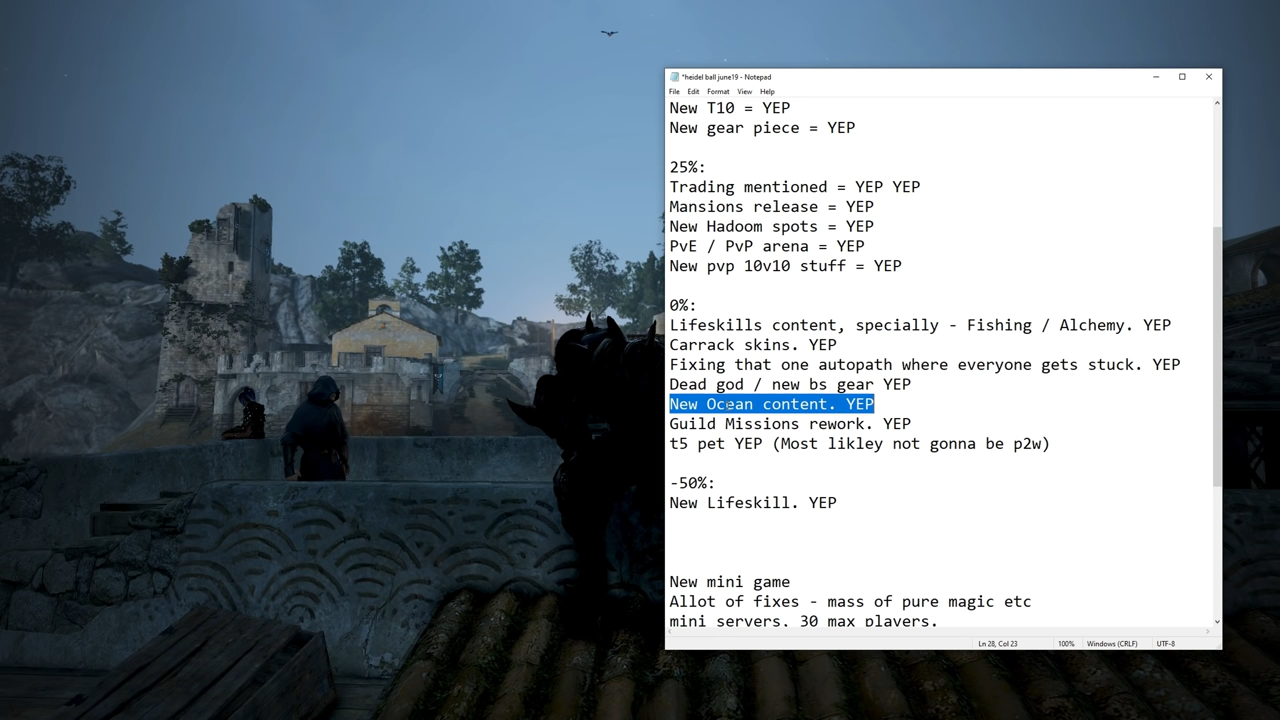 *heidel ball june19 - Notepad
File Edit Format View Help
New T10 = YEP
New gear piece = YEP
25%:
Trading mentioned = YEP YEP
Mansions release = YEP
New Hadoom spots = YEP
PvE / PvP arena = YEP
New pvp 10v10 stuff = YEP
0%:
Lifeskills content, specially - Fishing / Alchemy. YEP
Carrack skins. YEP
Fixing that one autopath where everyone gets stuck. YEP
Dead god / new bs gear YEP
New Ocean content. YEP
Guild Missions rework. YEP
t5 pet YEP (Most likley not gonna be p2w)
-50%:
New Lifeskill. YEP
New mini game
Allot of fixes - mass of pure magic etc
mini servers. 30 max players.
Ln 28, Col 23 100% Windows (CRLF) UTF-8